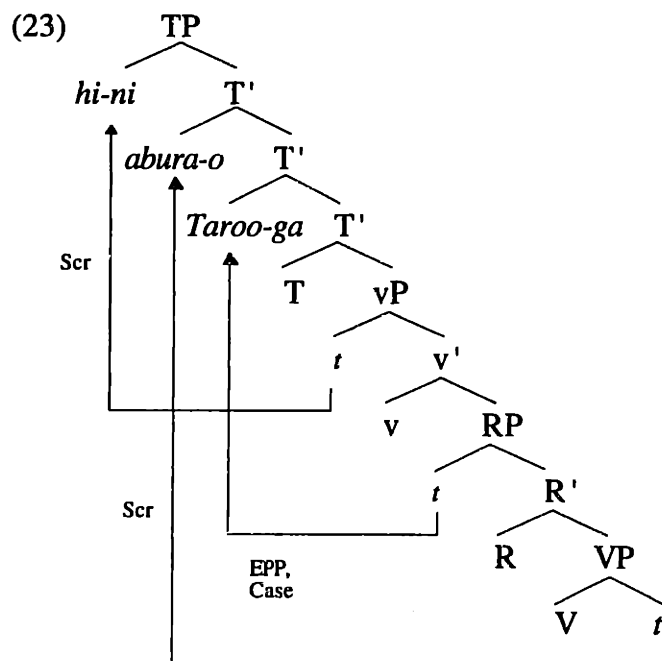 (23) TP
hi-ni T'
abura-o T'
Taroo-ga T'
Scr
T vP
t v'
v RP
t R'
Scr
R VP
EPP,
Case
V t